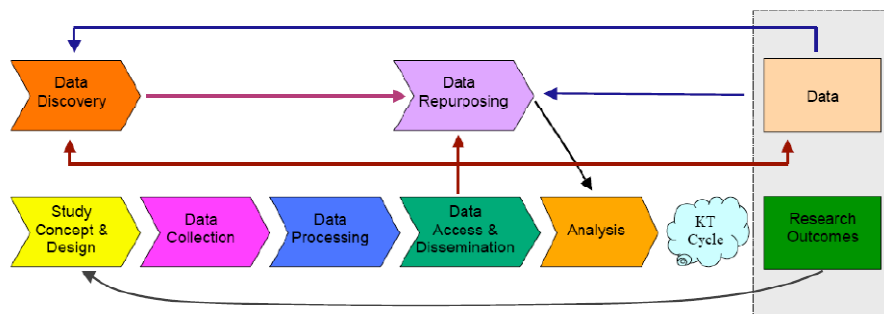 Data
Discovery
Data
Repurposing
Data
Study
Concept &
Design
Data
Collection
Data
Processing
Data
Access &
Dissemination
Analysis
KT
Cycle
Research
Outcomes